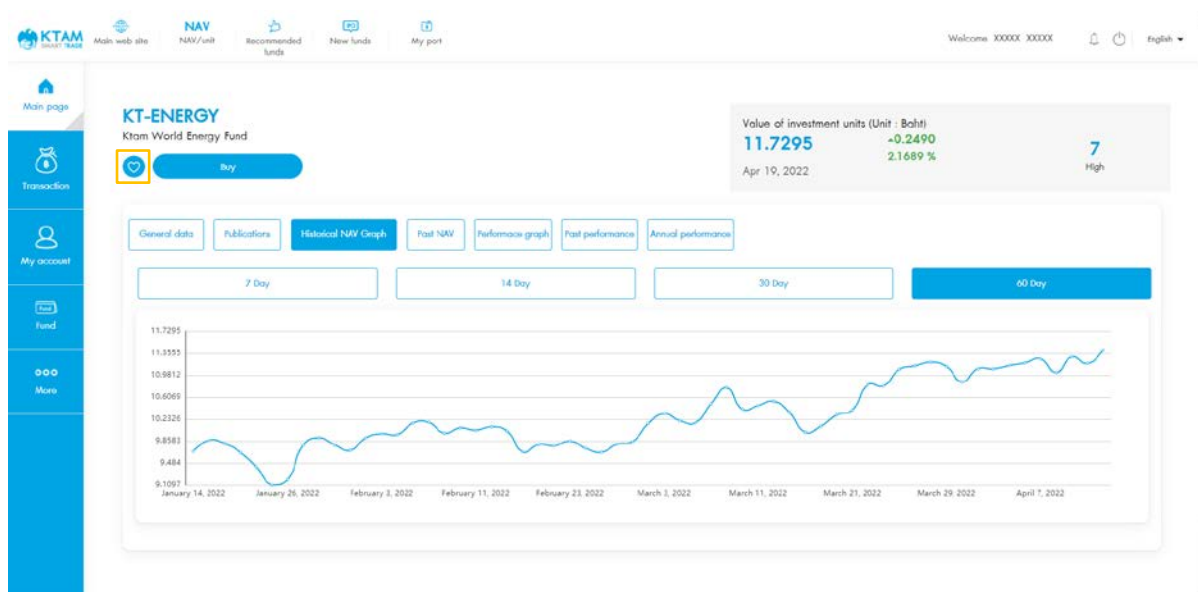 KTAM
SMART TRADE
Main web site
NAV
NAV/unit
Recommended
funds
New funds
My port
Welcome XXXXX XXXXX
English
Main page
Transaction
My account
Fund
Fund
More
KT-ENERGY
Ktam World Energy Fund
Buy
Value of investment units (Unit : Baht)
11.7295
+0.2490
2.1689 %
Apr 19, 2022
7
High
General data
Publications
Historical NAV Graph
Past NAV
Performace graph
Past performance
Annual performance
7 Day
14 Day
30 Day
60 Day
11.7295
11.3555
10.9812
10.6069
10.2326
9.8583
9.484
9.1097
January 14, 2022
January 26, 2022
February 3, 2022
February 11, 2022
February 23, 2022
March 3, 2022
March 11, 2022
March 21, 2022
March 29, 2022
April 7, 2022